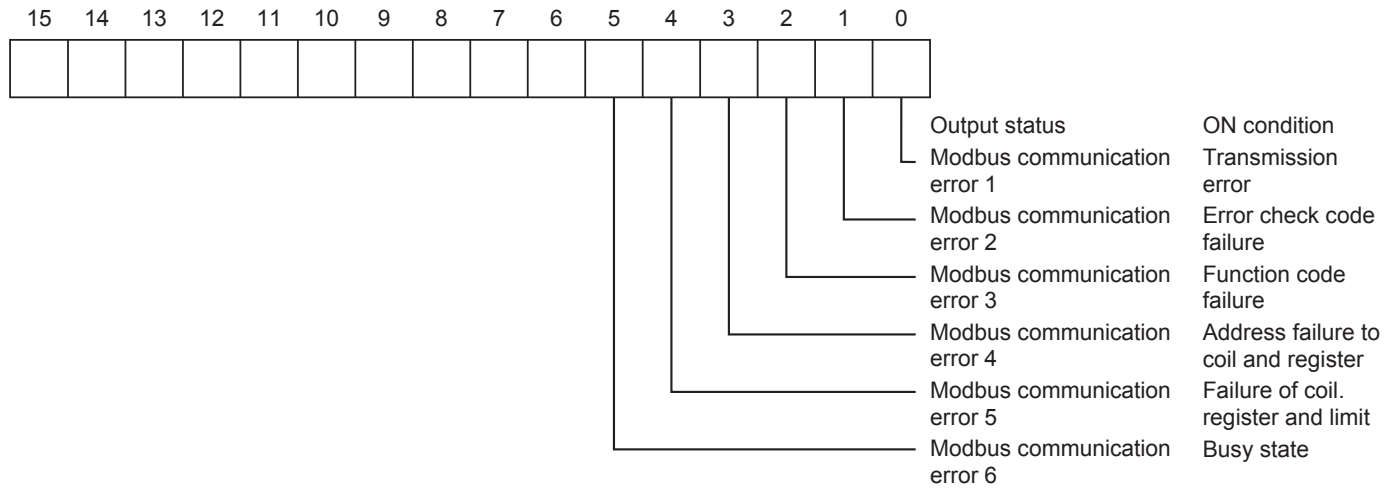 15 14 13 12 11 10 9 8 7 6 5 4 3 2 1 0
Output status ON condition
Modbus communication Transmission
error 1 error
Modbus communication Error check code
error 2 failure
Modbus communication Function code
error 3 failure
Modbus communication Address failure to
error 4 coil and register
Modbus communication Failure of coil.
error 5 register and limit
Modbus communication Busy state
error 6